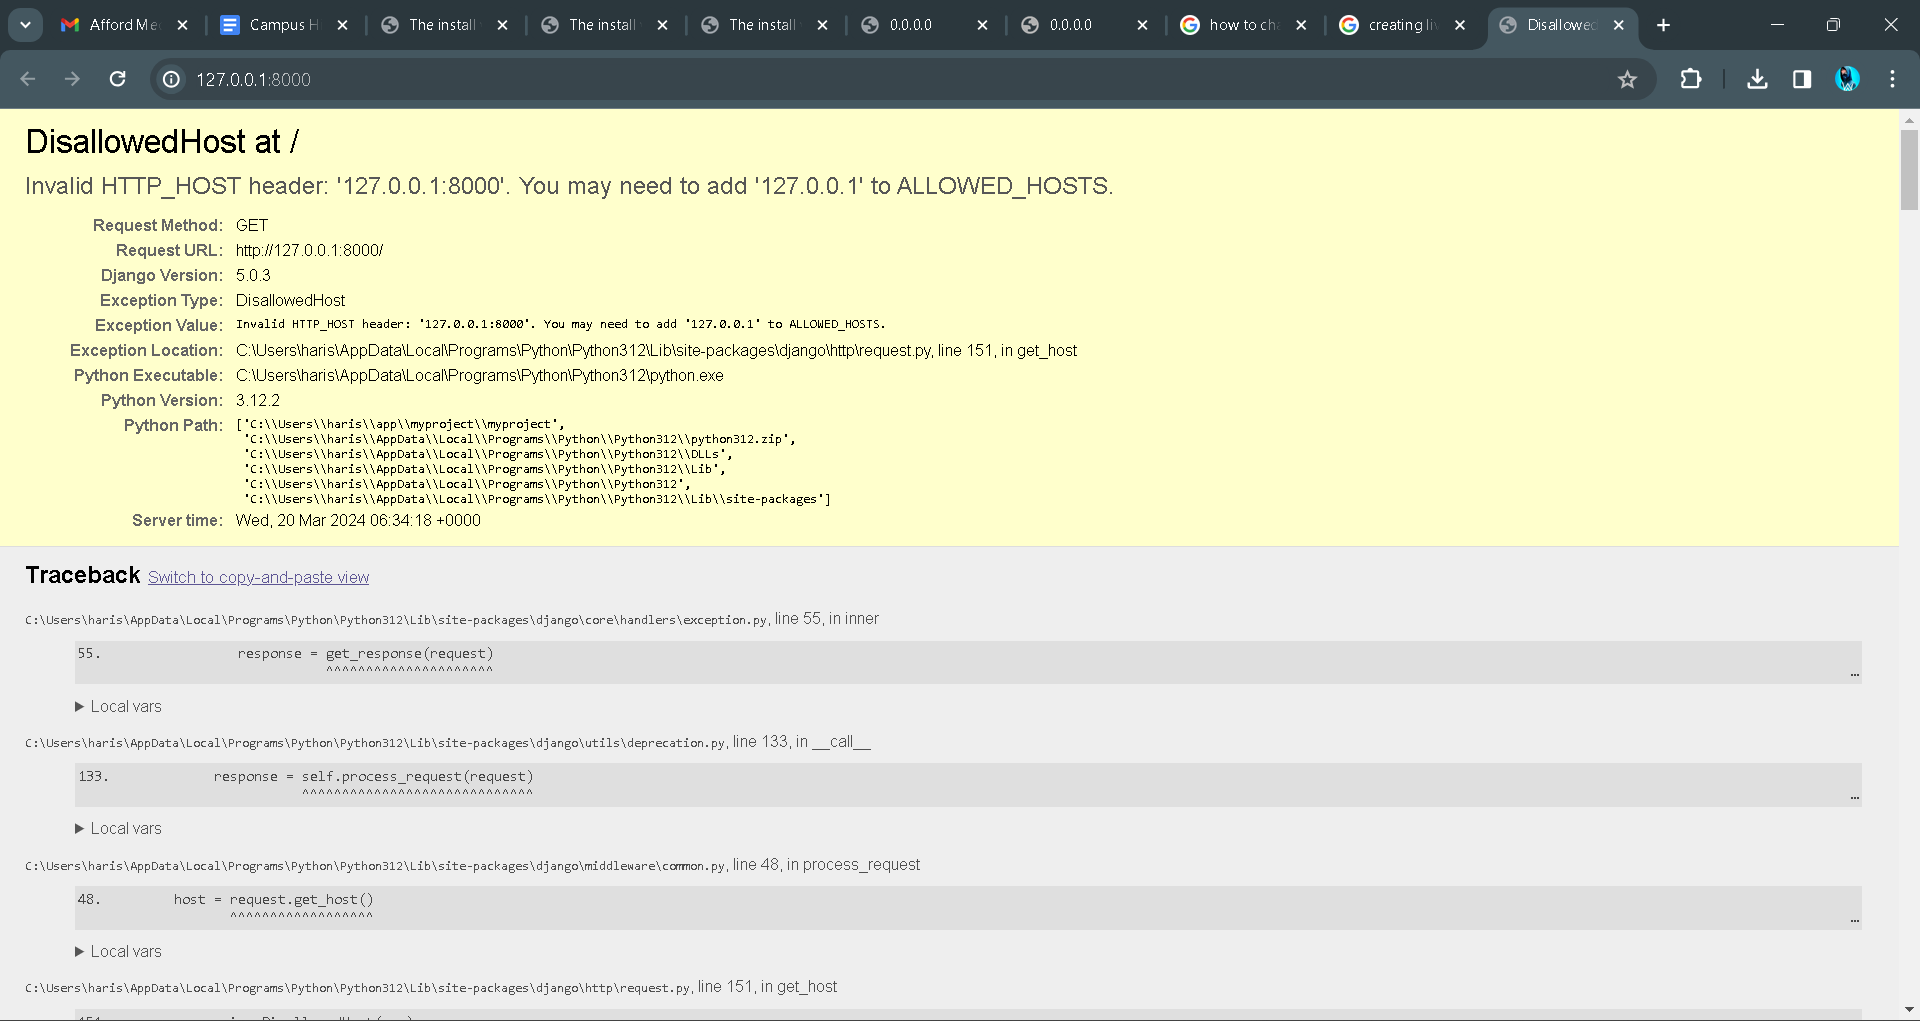 Afford Me
Campus H
The install
The install
The install
0.0.0.0
0.0.0.0
how to cha
creating liv
Disallowed
127.0.0.1:8000
DisallowedHost at /
Invalid HTTP_HOST header: '127.0.0.1:8000'. You may need to add '127.0.0.1' to ALLOWED_HOSTS.
Request Method: GET
Request URL: http://127.0.0.1:8000/
Django Version: 5.0.3
Exception Type: DisallowedHost
Exception Value: Invalid HTTP_HOST header: '127.0.0.1:8000'. You may need to add '127.0.0.1' to ALLOWED_HOSTS.
Exception Location: C:\Users\haris\AppData\Local\Programs\Python\Python312\Lib\site-packages\django\http\request.py, line 151, in get_host
Python Executable: C:\Users\haris\AppData\Local\Programs\Python\Python312\python.exe
Python Version: 3.12.2
Python Path: ['C:\\Users\\haris\\app\\myproject\\myproject',
'C:\\Users\\haris\\AppData\\Local\\Programs\\Python\\Python312\\python312.zip',
'C:\\Users\\haris\\AppData\\Local\\Programs\\Python\\Python312\\DLLs',
'C:\\Users\\haris\\AppData\\Local\\Programs\\Python\\Python312\\Lib',
'C:\\Users\\haris\\AppData\\Local\\Programs\\Python\\Python312',
'C:\\Users\\haris\\AppData\\Local\\Programs\\Python\\Python312\\Lib\\site-packages']
Server time: Wed, 20 Mar 2024 06:34:18 +0000
Traceback Switch to copy-and-paste view
C:\Users\haris\AppData\Local\Programs\Python\Python312\Lib\site-packages\django\core\handlers\exception.py, line 55, in inner
55. response = get_response(request)
^^^^^^^^^^^^^^^^^^^^^
…
▶ Local vars
C:\Users\haris\AppData\Local\Programs\Python\Python312\Lib\site-packages\django\utils\deprecation.py, line 133, in __call__
133. response = self.process_request(request)
^^^^^^^^^^^^^^^^^^^^^^^^^^^^^
…
▶ Local vars
C:\Users\haris\AppData\Local\Programs\Python\Python312\Lib\site-packages\django\middleware\common.py, line 48, in process_request
48. host = request.get_host()
^^^^^^^^^^^^^^^^^^
…
▶ Local vars
C:\Users\haris\AppData\Local\Programs\Python\Python312\Lib\site-packages\django\http\request.py, line 151, in get_host